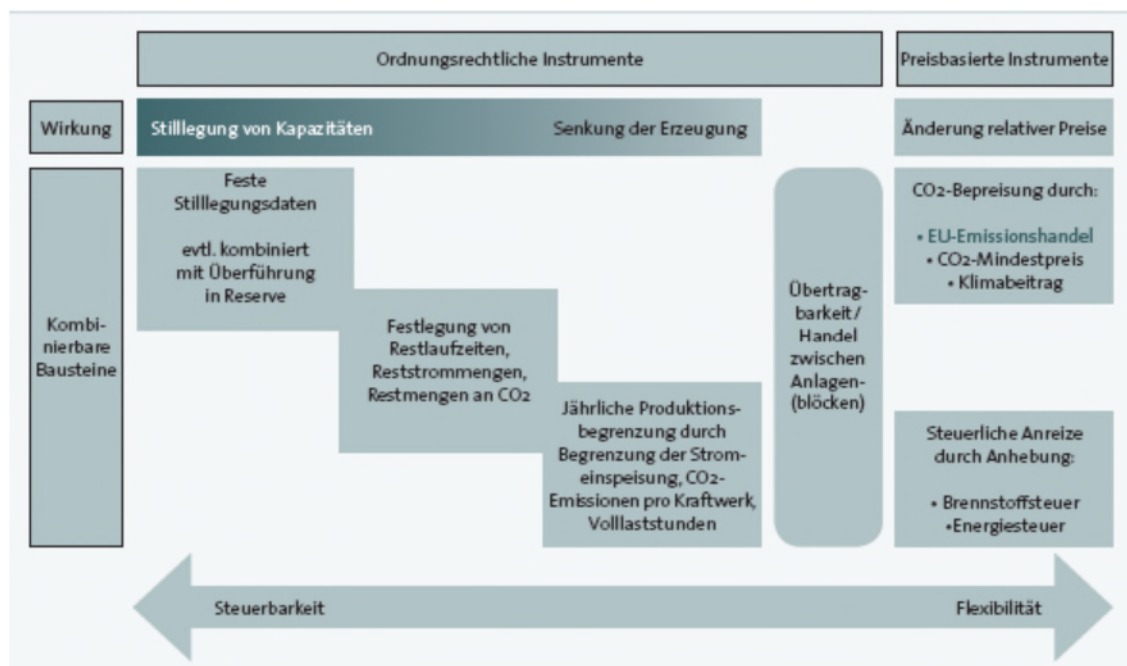 Ordnungsrechtliche Instrumente
Preisbasierte Instrumente
Wirkung
Stilllegung von Kapazitäten
Senkung der Erzeugung
Änderung relativer Preise
Kombi-
nierbare
Bausteine
Feste
Stilllegungsdaten
evtl. kombiniert
mit Überführung
in Reserve
Festlegung von
Restlaufzeiten,
Reststrommengen,
Restmengen an CO2
Jährliche Produktions-
begrenzung durch
Begrenzung der Strom-
einspeisung, CO2-
Emissionen pro Kraftwerk,
Volllaststunden
Übertrag-
barkeit /
Handel
zwischen
Anlagen-
(blöcken)
CO2-Bepreisung durch:
• EU-Emissionshandel
• CO2-Mindestpreis
• Klimabeitrag
Steuerliche Anreize
durch Anhebung:
• Brennstoffsteuer
•Energiesteuer
Steuerbarkeit
Flexibilität